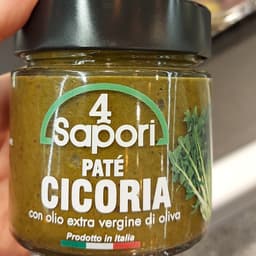 4
Sapori
PATÉ
CICORIA
con olio extra vergine di oliva
Prodotto in Italia